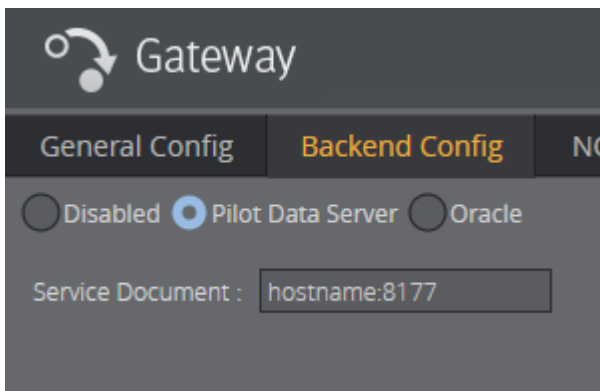 Gateway
General Config Backend Config
Disabled Pilot Data Server Oracle
Service Document : hostname:8177